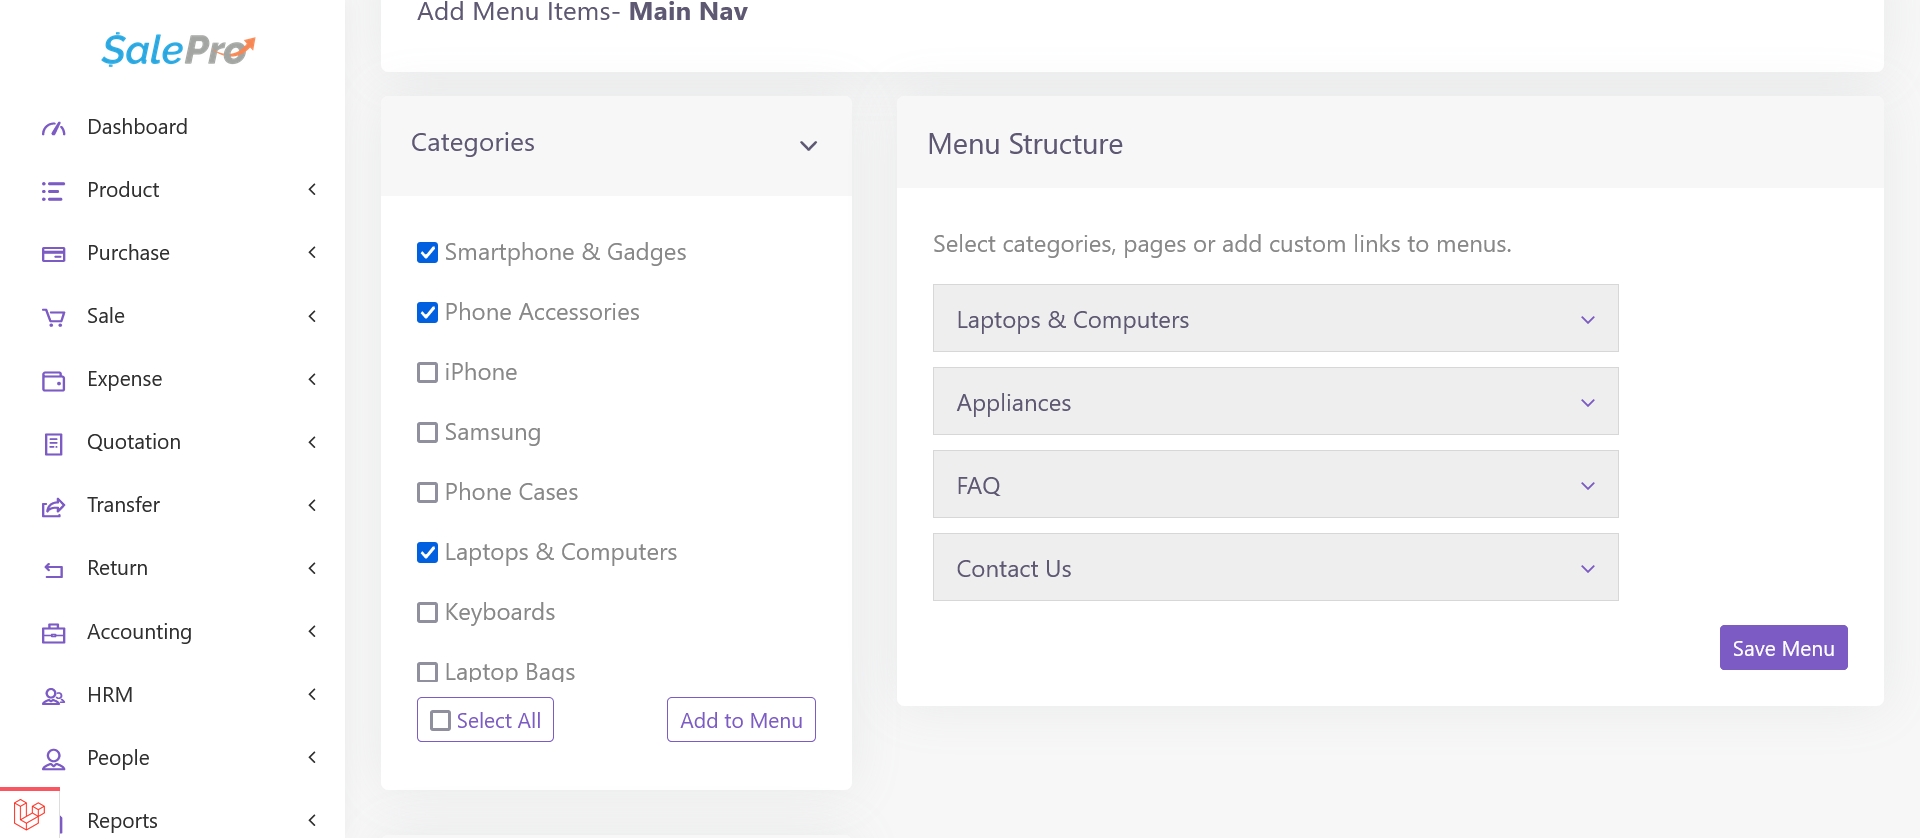 SalePro
Dashboard
Product
Purchase
Sale
Expense
Quotation
Transfer
Return
Accounting
HRM
People
Reports
Add Menu Items- Main Nav
Categories
Smartphone & Gadges
Phone Accessories
iPhone
Samsung
Phone Cases
Laptops & Computers
Keyboards
Laptop Bags
Select All
Add to Menu
Menu Structure
Select categories, pages or add custom links to menus.
Laptops & Computers
Appliances
FAQ
Contact Us
Save Menu